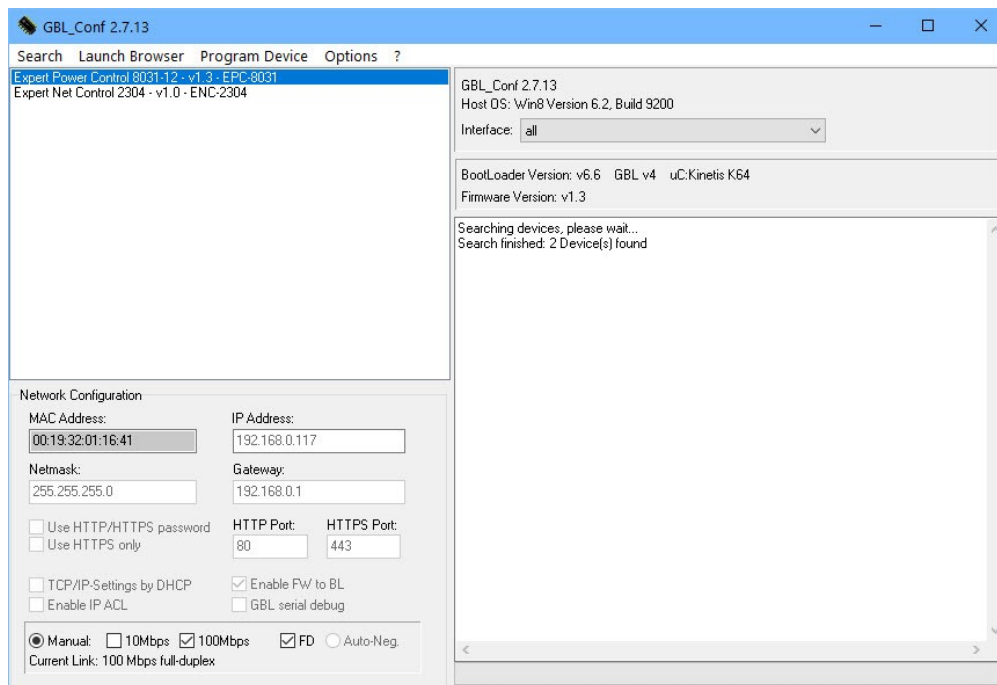 GBL_Conf 2.7.13
Search Launch Browser Program Device Options ?
Expert Power Control 8031-12 - v1.3 - EPC-8031
Expert Net Control 2304 - v1.0 - ENC-2304
GBL_Conf 2.7.13
Host OS: Win8 Version 6.2, Build 9200
Interface: all
BootLoader Version: v6.6 GBL v4 uC:Kinetis K64
Firmware Version: v1.3
Searching devices, please wait...
Search finished: 2 Device(s) found
Network Configuration
MAC Address: IP Address:
00:19:32:01:16:41 192.168.0.117
Netmask: Gateway:
255.255.255.0 192.168.0.1
Use HTTP/HTTPS password HTTP Port: HTTPS Port:
Use HTTPS only 80 443
TCP/IP-Settings by DHCP Enable FW to BL
Enable IP ACL GBL serial debug
Manual: 10Mbps 100Mbps FD Auto-Neg.
Current Link: 100 Mbps full-duplex